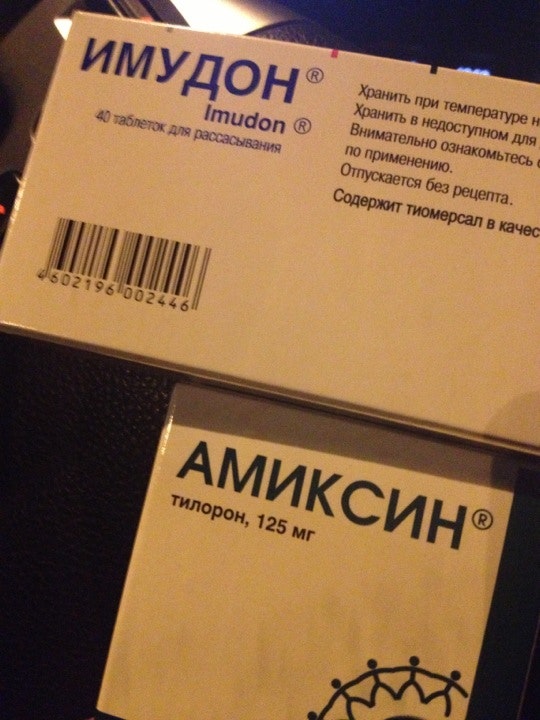 ИМУДОН®
Imudon ®
40 таблеток для рассасывания
Хранить при температуре н
Хранить в недоступном для
Внимательно ознакомьтесь с
по применению.
Отпускается без рецепта.
Содержит тиомерсал в качес
4602196002446
АМИКСИН®
тилорон, 125 мг